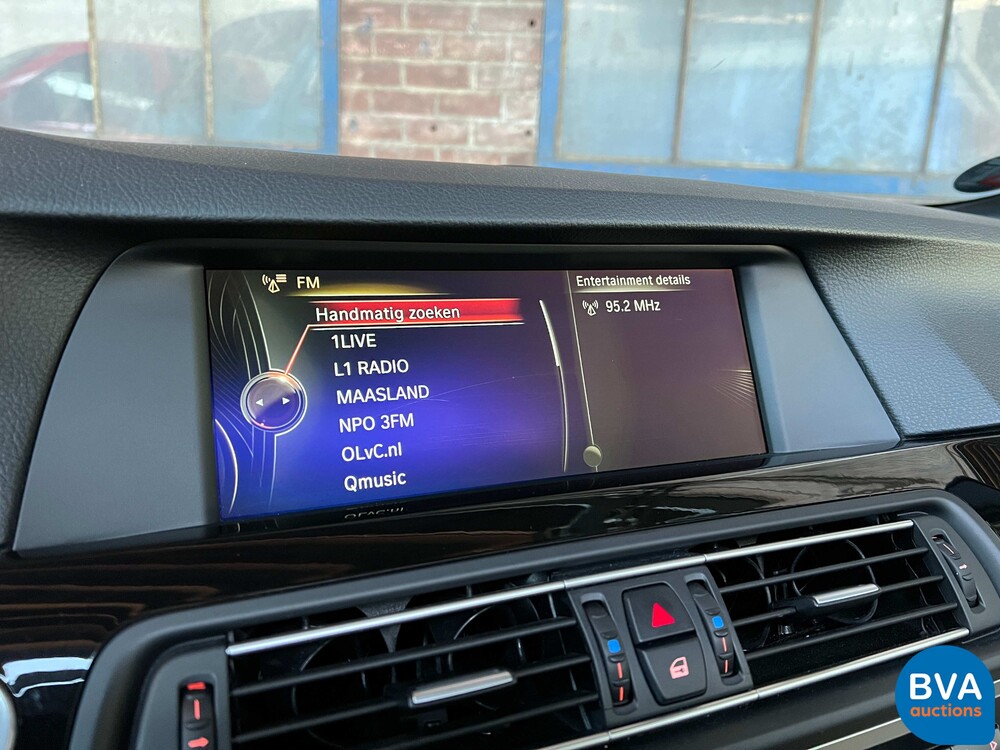 FM
Handmatig zoeken
1LIVE
L1 RADIO
MAASLAND
NPO 3FM
OLvC.nl
Qmusic
Entertainment details
95.2 MHz
BVA
auctions